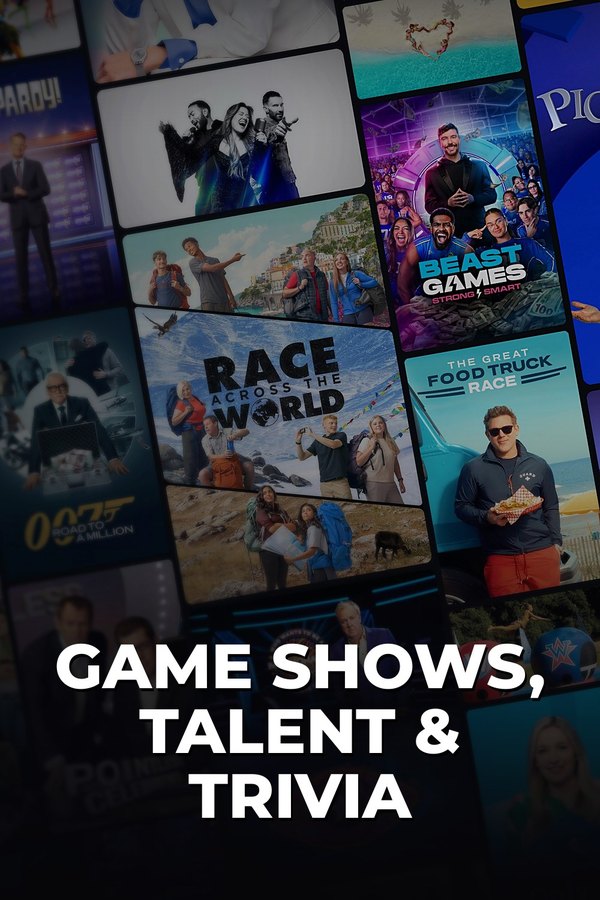 PARDY!
PIC
BEAST
GAMES
STRONG SMART
RACE
ACROSS THE
WORLD
THE GREAT
FOOD TRUCK
RACE
007
ROAD TO
A MILLION
GAME SHOWS,
TALENT &
TRIVIA